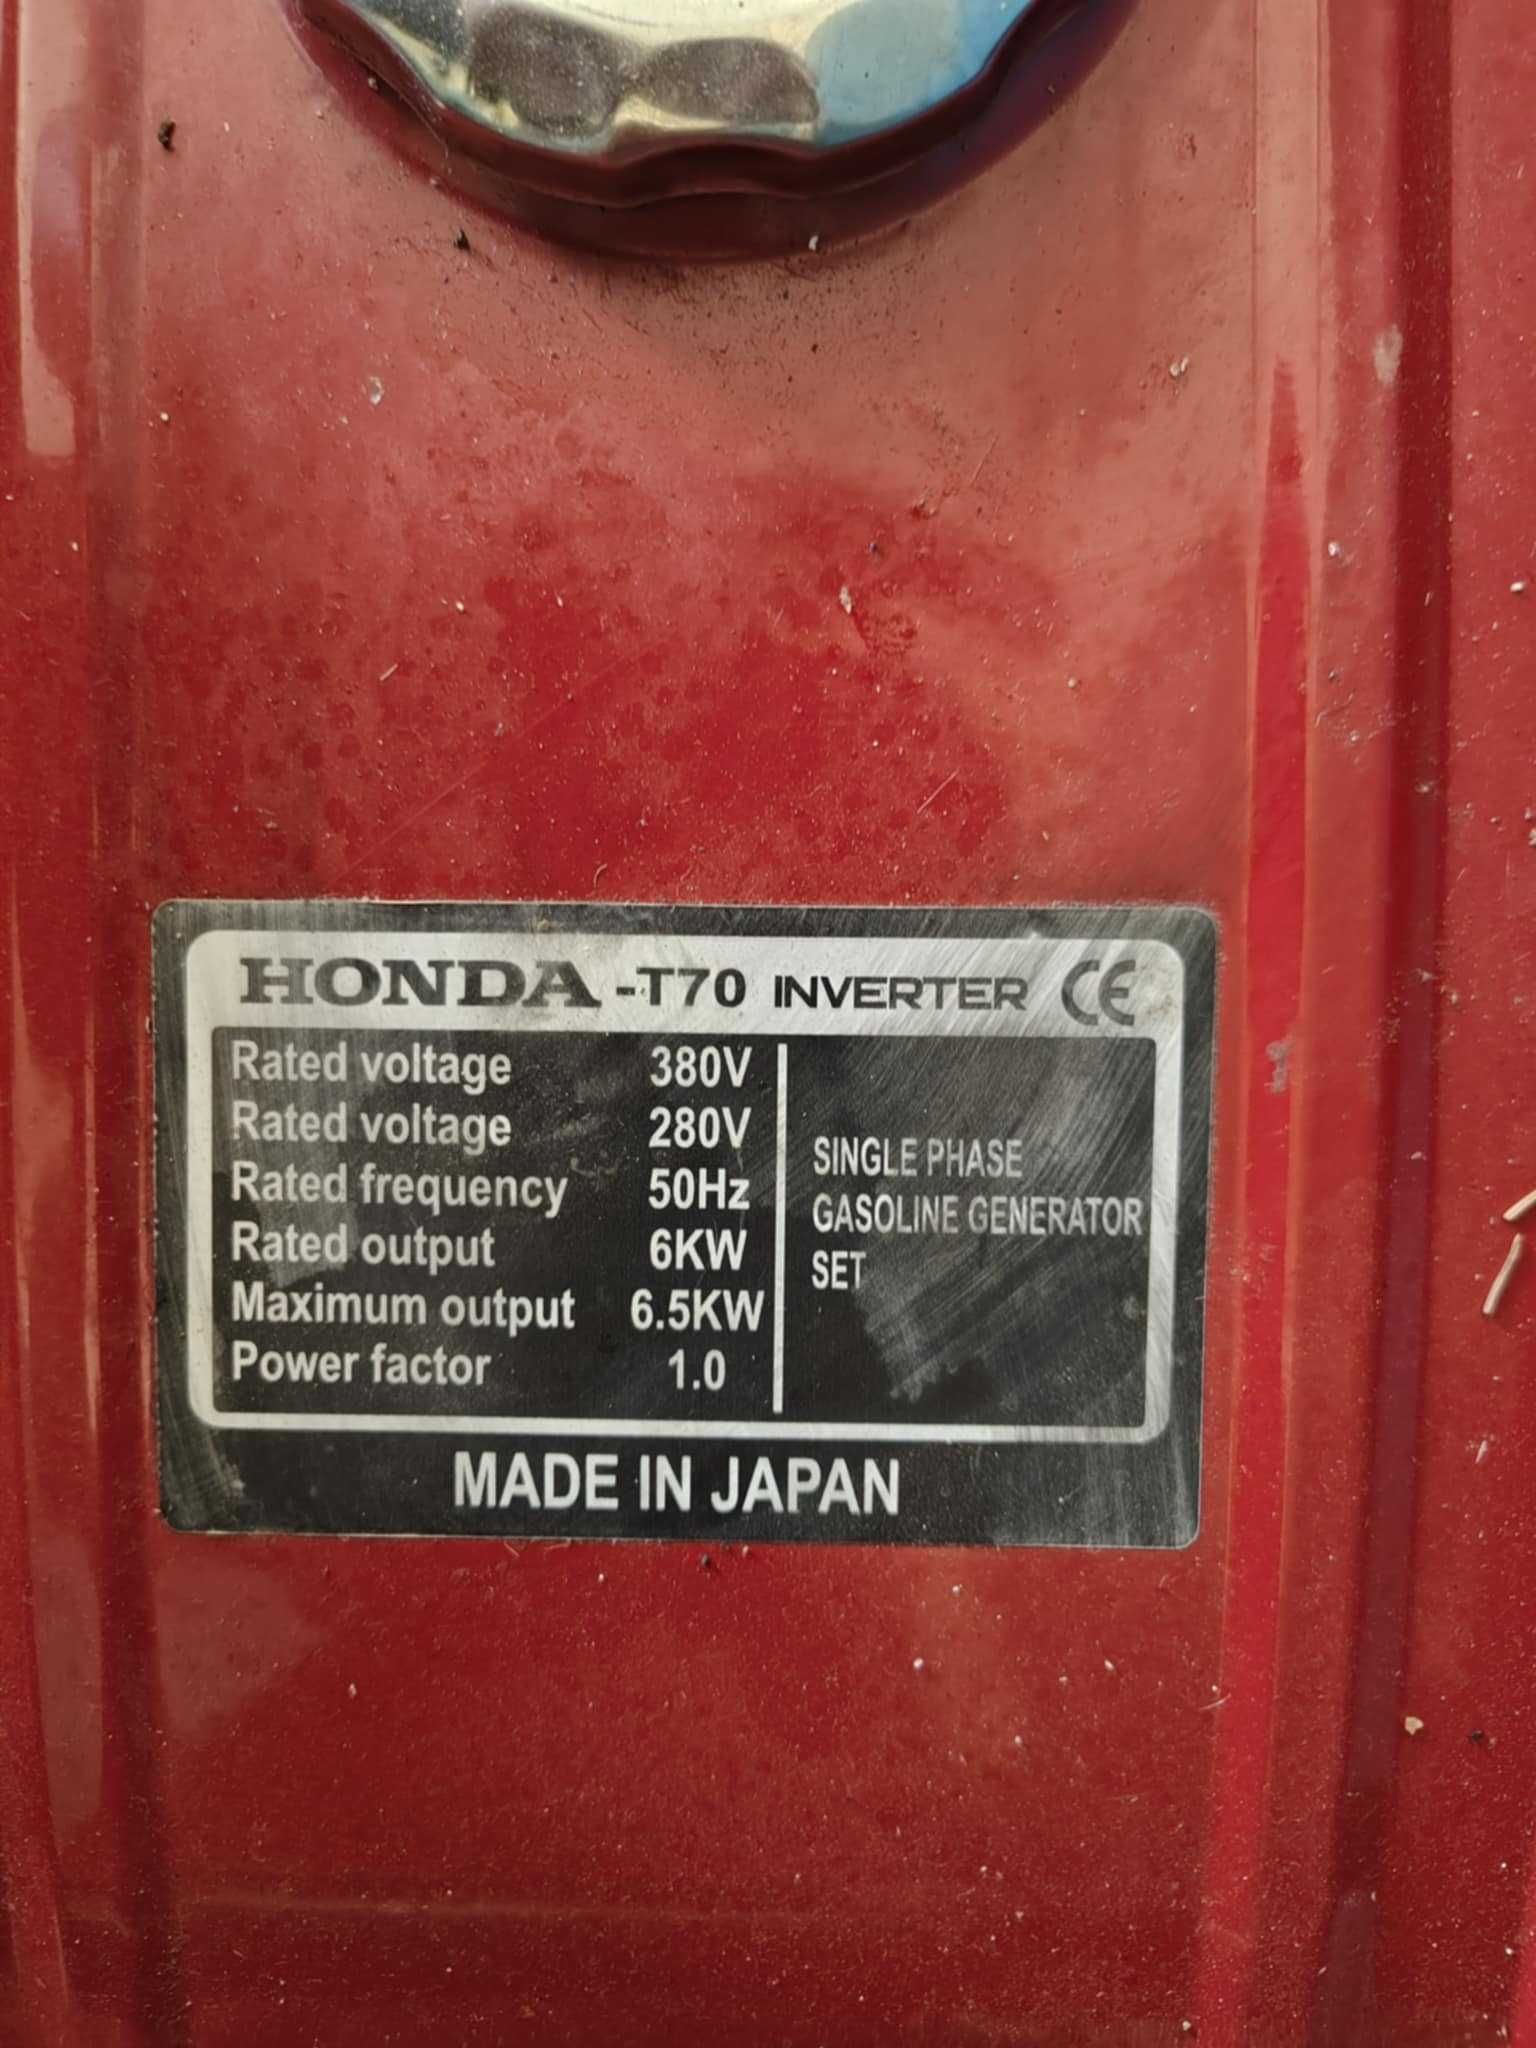 HONDA -T70 INVERTER CE
Rated voltage 380V
Rated voltage 280V
Rated frequency 50Hz
Rated output 6KW
Maximum output 6.5KW
Power factor 1.0
SINGLE PHASE
GASOLINE GENERATOR
SET
MADE IN JAPAN